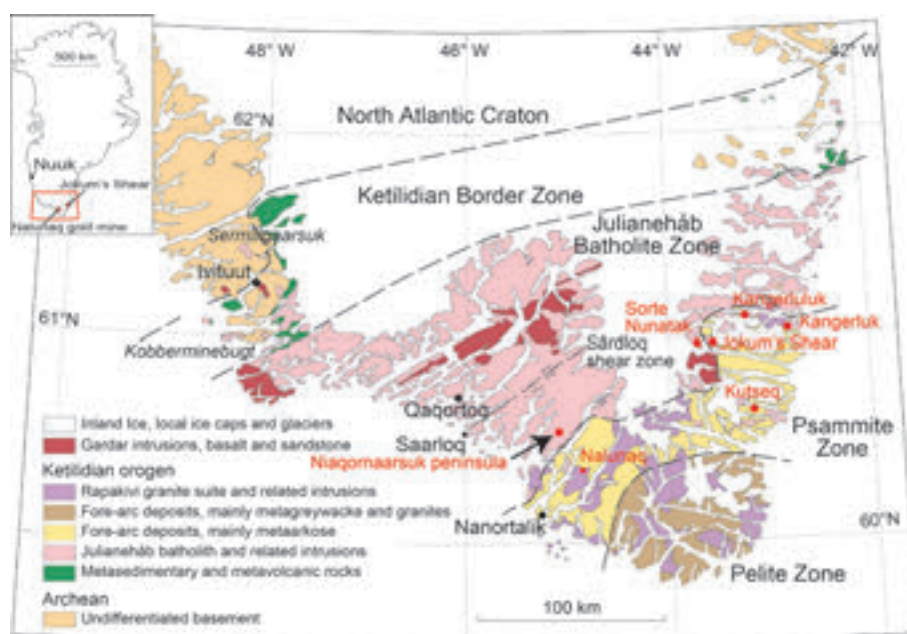 48° W
46° W
44° W
42° W
500 km
62°N
North Atlantic Craton
Nuuk
Jokum's Shear
Nalunaq gold mine
Ketilidian Border Zone
Julianehåb
Batholite Zone
Sermiligaarsuk
Ivittuut
61°N
Kobberminebugt
Sorte
Nunatak
Kangerluluk
Kangerluk
Jokum's Shear
Sârdloq
shear zone
Kutseq
Qaqortoq
Saarloq
Niaqornaarsuk peninsula
Nalunaq
Psammite
Zone
Nanortalik
60°N
Pelite Zone
100 km
Inland Ice, local ice caps and glaciers
Gardar intrusions, basalt and sandstone
Ketilidian orogen
Rapakivi granite suite and related intrusions
Fore-arc deposits, mainly metagreywacke and granites
Fore-arc deposits, mainly metaarkose
Julianehåb batholith and related intrusions
Metasedimentary and metavolcanic rocks
Archean
Undifferentiated basement